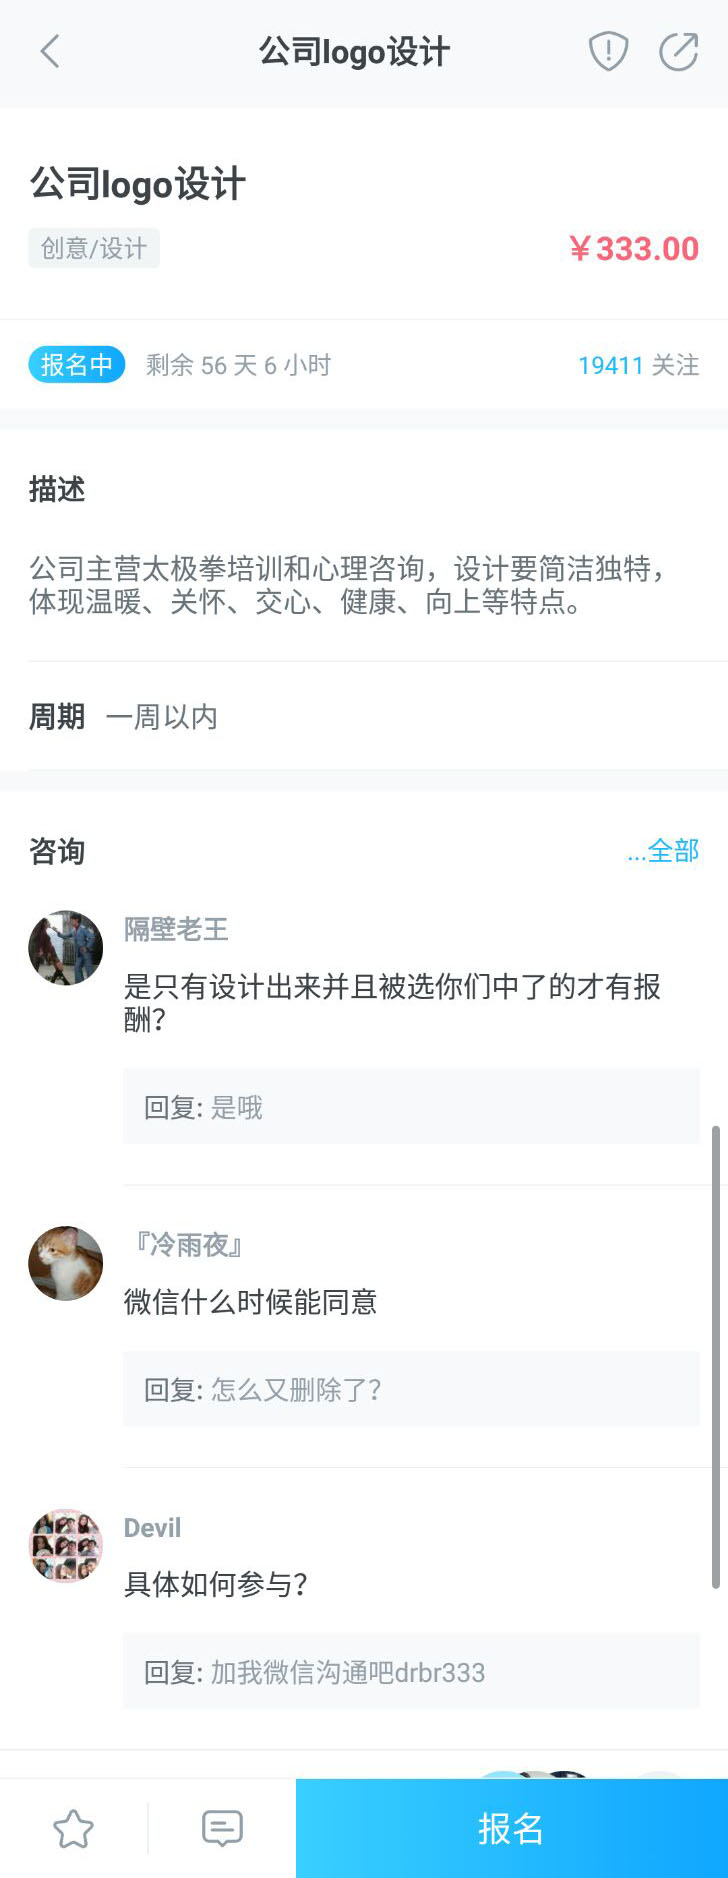 公司logo设计
公司logo设计
创意/设计
￥333.00
报名中 剩余 56 天 6 小时
19411 关注
描述
公司主营太极拳培训和心理咨询，设计要简洁独特，
体现温暖、关怀、交心、健康、向上等特点。
周期 一周以内
咨询
...全部
隔壁老王
是只有设计出来并且被选你们中了的才有报
酬？
回复: 是哦
『冷雨夜』
微信什么时候能同意
回复: 怎么又删除了？
Devil
具体如何参与？
回复: 加我微信沟通吧drbr333
报名